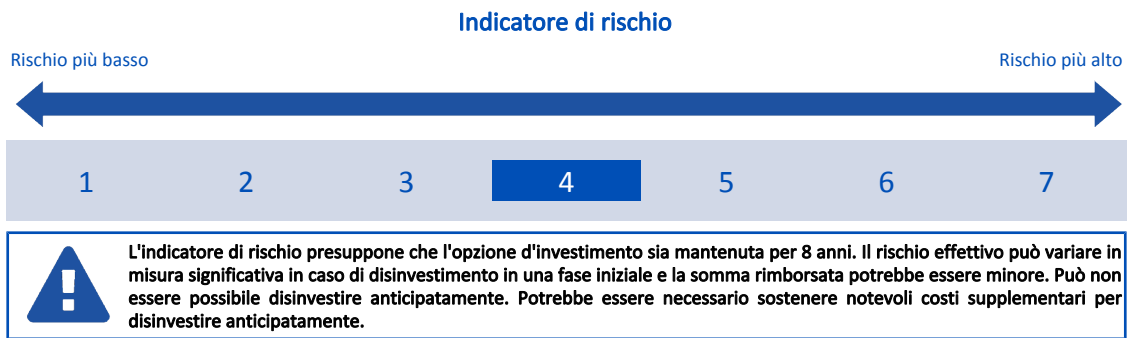 Indicatore di rischio
Rischio più basso
Rischio più alto
1 2 3 4 5 6 7
L'indicatore di rischio presuppone che l'opzione d'investimento sia mantenuta per 8 anni. Il rischio effettivo può variare in
misura significativa in caso di disinvestimento in una fase iniziale e la somma rimborsata potrebbe essere minore. Può non
essere possibile disinvestire anticipatamente. Potrebbe essere necessario sostenere notevoli costi supplementari per
disinvestire anticipatamente.